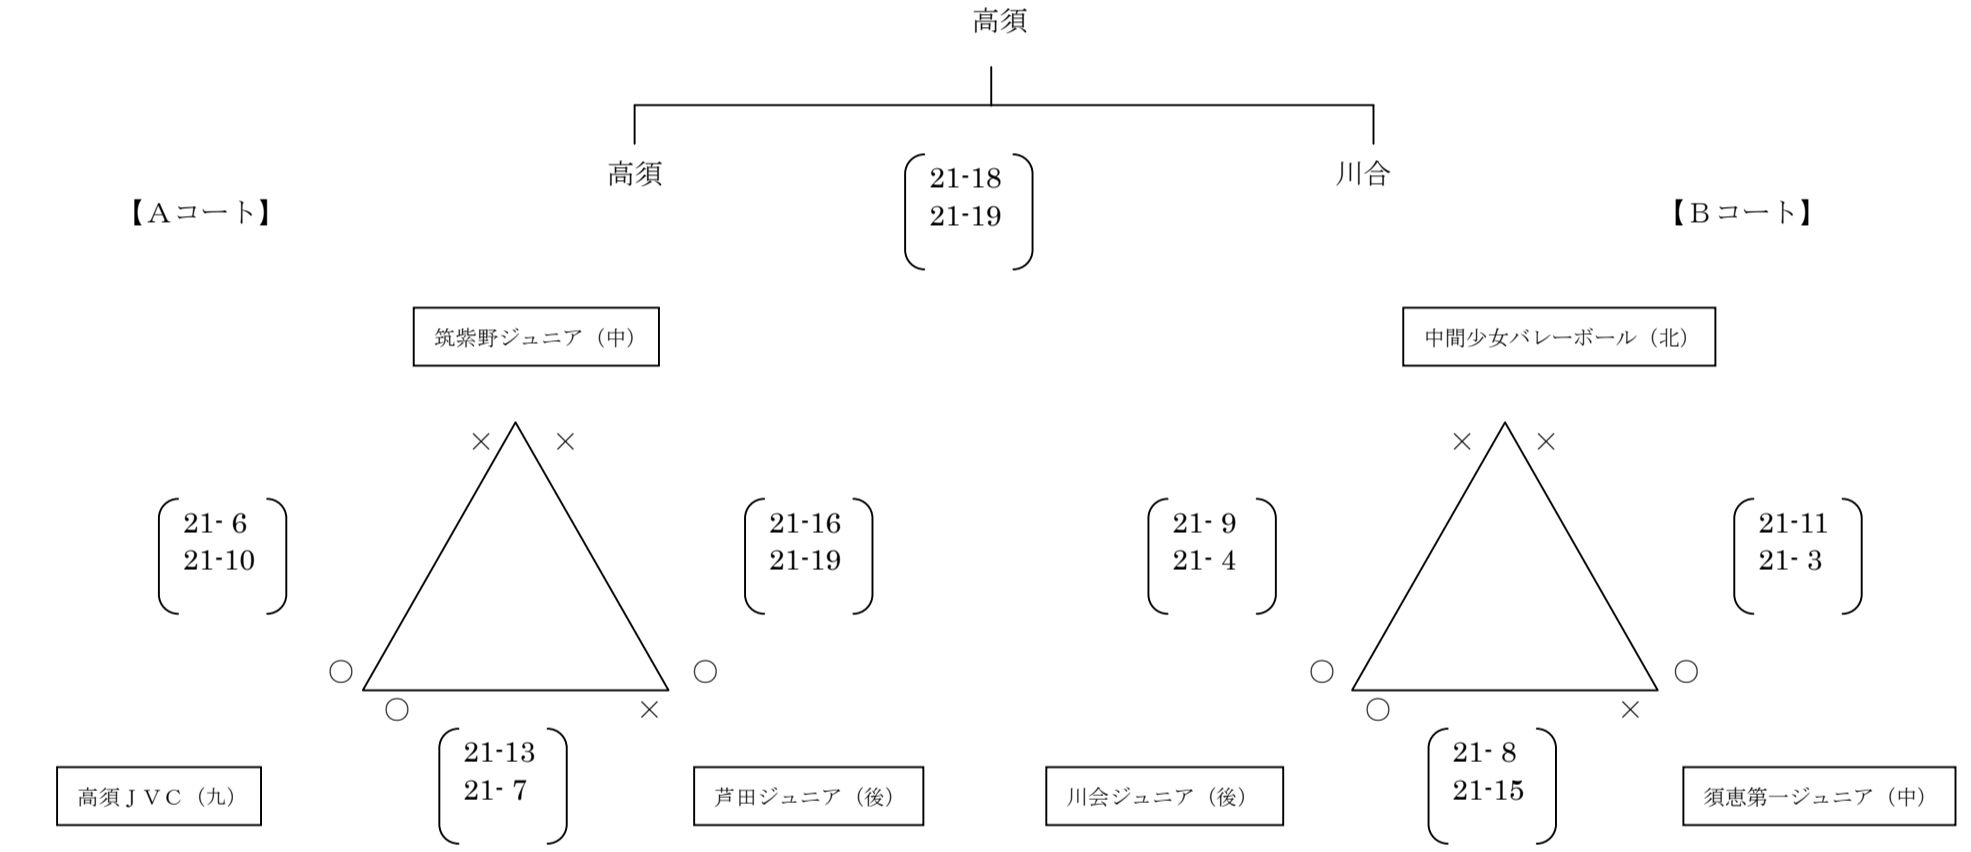 高須
高須
川合
21-18
21-19
【Aコート】
【Bコート】
筑紫野ジュニア（中）
中間少女バレーボール（北）
× ×
× ×
21- 6
21-10
21-16
21-19
21- 9
21- 4
21-11
21- 3
○ ○
○ ×
○ ○
○ ×
21-13
21- 7
21- 8
21-15
高須ＪＶＣ（九）
芦田ジュニア（後）
川会ジュニア（後）
須恵第一ジュニア（中）